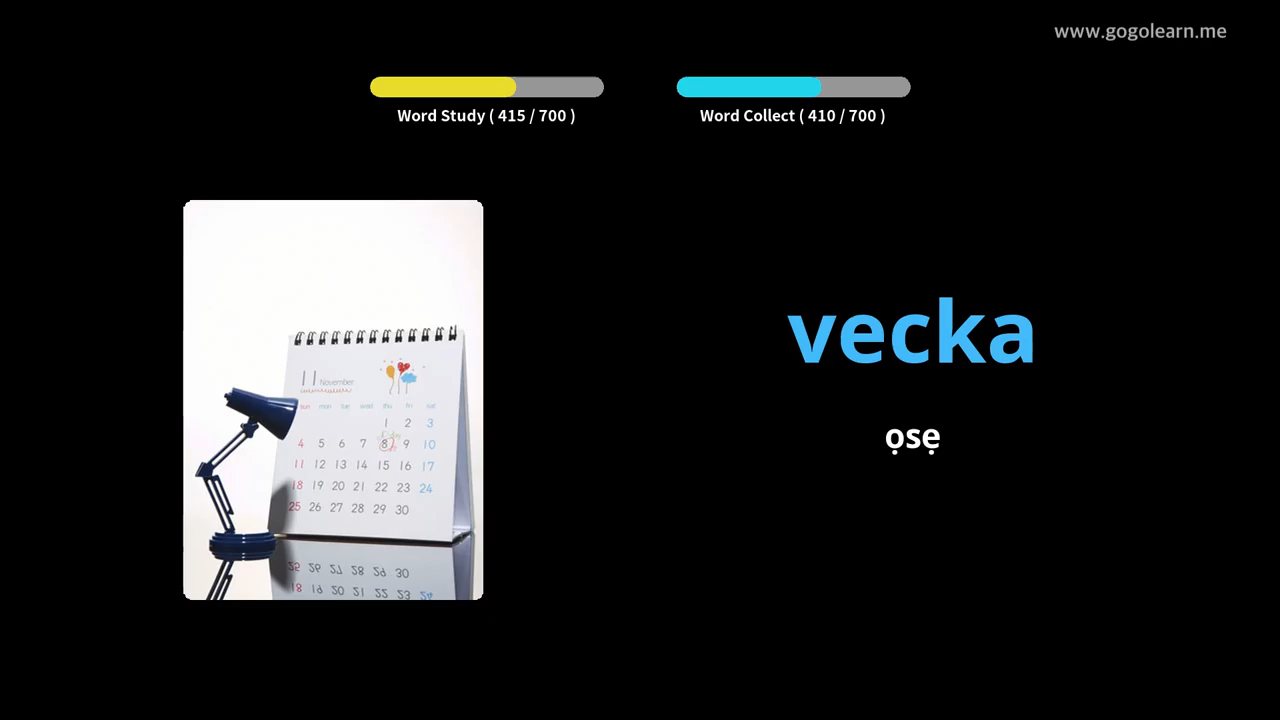 www.gogolearn.me
Word Study ( 415 / 700 )
Word Collect ( 410 / 700 )
vecka
ọsẹ
11 November
sun mon tue wed thu fri sat
1 2 3
4 5 6 7 8 9 10
11 12 13 14 15 16 17
18 19 20 21 22 23 24
25 26 27 28 29 30